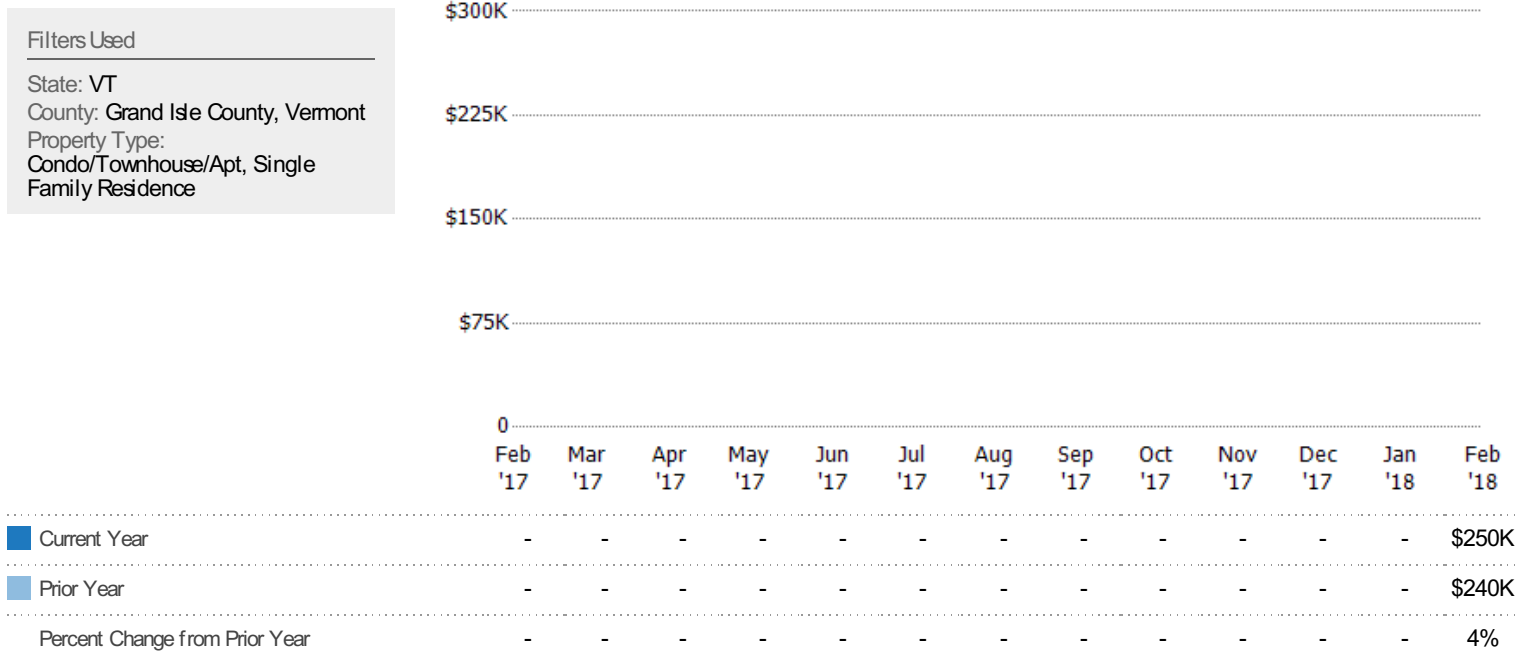 Filters Used
State: VT
County: Grand Isle County, Vermont
Property Type:
Condo/Townhouse/Apt, Single
Family Residence
$300K
$225K
$150K
$75K
0
Feb Mar Apr May Jun Jul Aug Sep Oct Nov Dec Jan Feb
'17 '17 '17 '17 '17 '17 '17 '17 '17 '17 '17 '18 '18
Current Year - - - - - - - - - - - - $250K
Prior Year - - - - - - - - - - - - $240K
Percent Change from Prior Year - - - - - - - - - - - - 4%